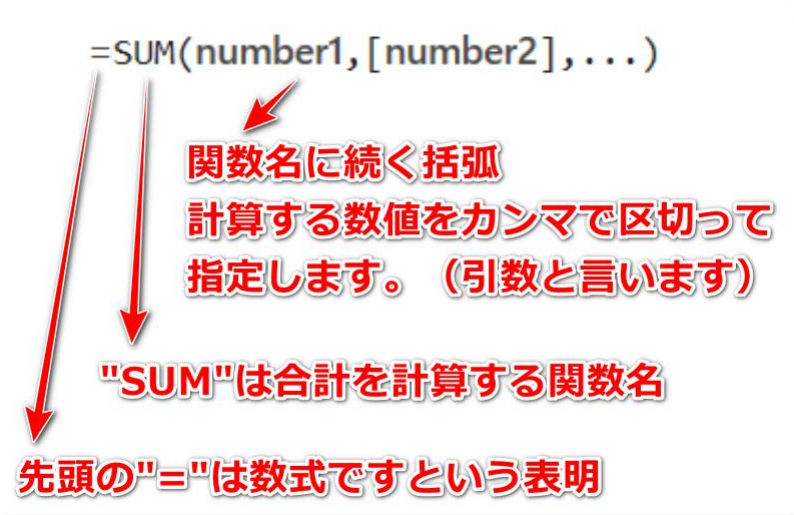 =SUM(number1,[number2],...)
関数名に続く括弧
計算する数値をカンマで区切って
指定します。（引数と言います）
"SUM"は合計を計算する関数名
先頭の"="は数式ですという表明